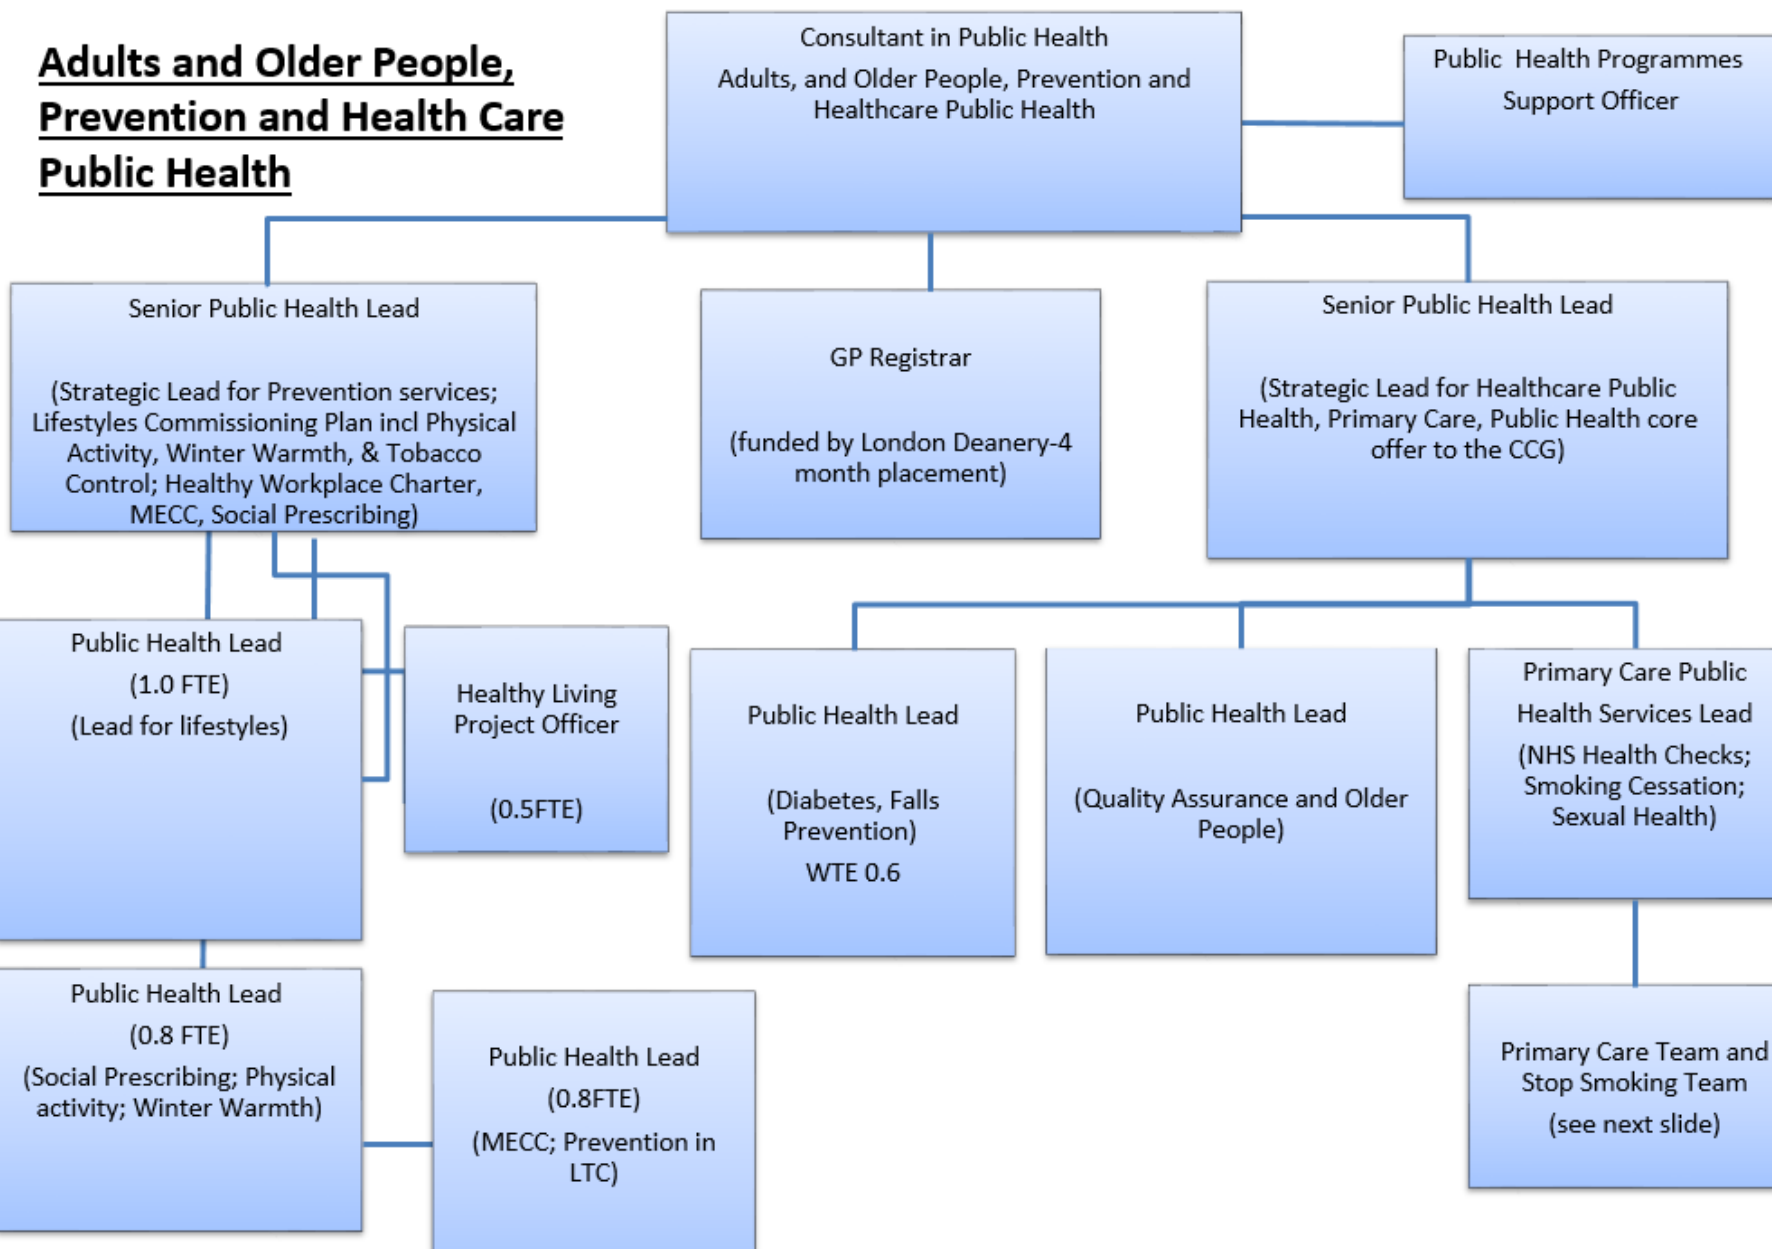 Adults and Older People,
Prevention and Health Care
Public Health
Consultant in Public Health
Adults, and Older People, Prevention and
Healthcare Public Health
Public Health Programmes
Support Officer
Senior Public Health Lead
(Strategic Lead for Prevention services;
Lifestyles Commissioning Plan incl Physical
Activity, Winter Warmth, & Tobacco
Control; Healthy Workplace Charter,
MECC, Social Prescribing)
GP Registrar
(funded by London Deanery-4
month placement)
Senior Public Health Lead
(Strategic Lead for Healthcare Public
Health, Primary Care, Public Health core
offer to the CCG)
Public Health Lead
(1.0 FTE)
(Lead for lifestyles)
Healthy Living
Project Officer
(0.5FTE)
Public Health Lead
(Diabetes, Falls
Prevention)
WTE 0.6
Public Health Lead
(Quality Assurance and Older
People)
Primary Care Public
Health Services Lead
(NHS Health Checks;
Smoking Cessation;
Sexual Health)
Public Health Lead
(0.8 FTE)
(Social Prescribing; Physical
activity; Winter Warmth)
Public Health Lead
(0.8FTE)
(MECC; Prevention in
LTC)
Primary Care Team and
Stop Smoking Team
(see next slide)